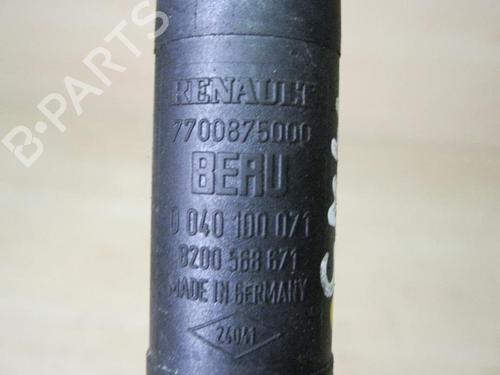 B-PARTS
RENAULT
7700875000
BERU
0 040 100 071
8200 568 671
MADE IN GERMANY
24041